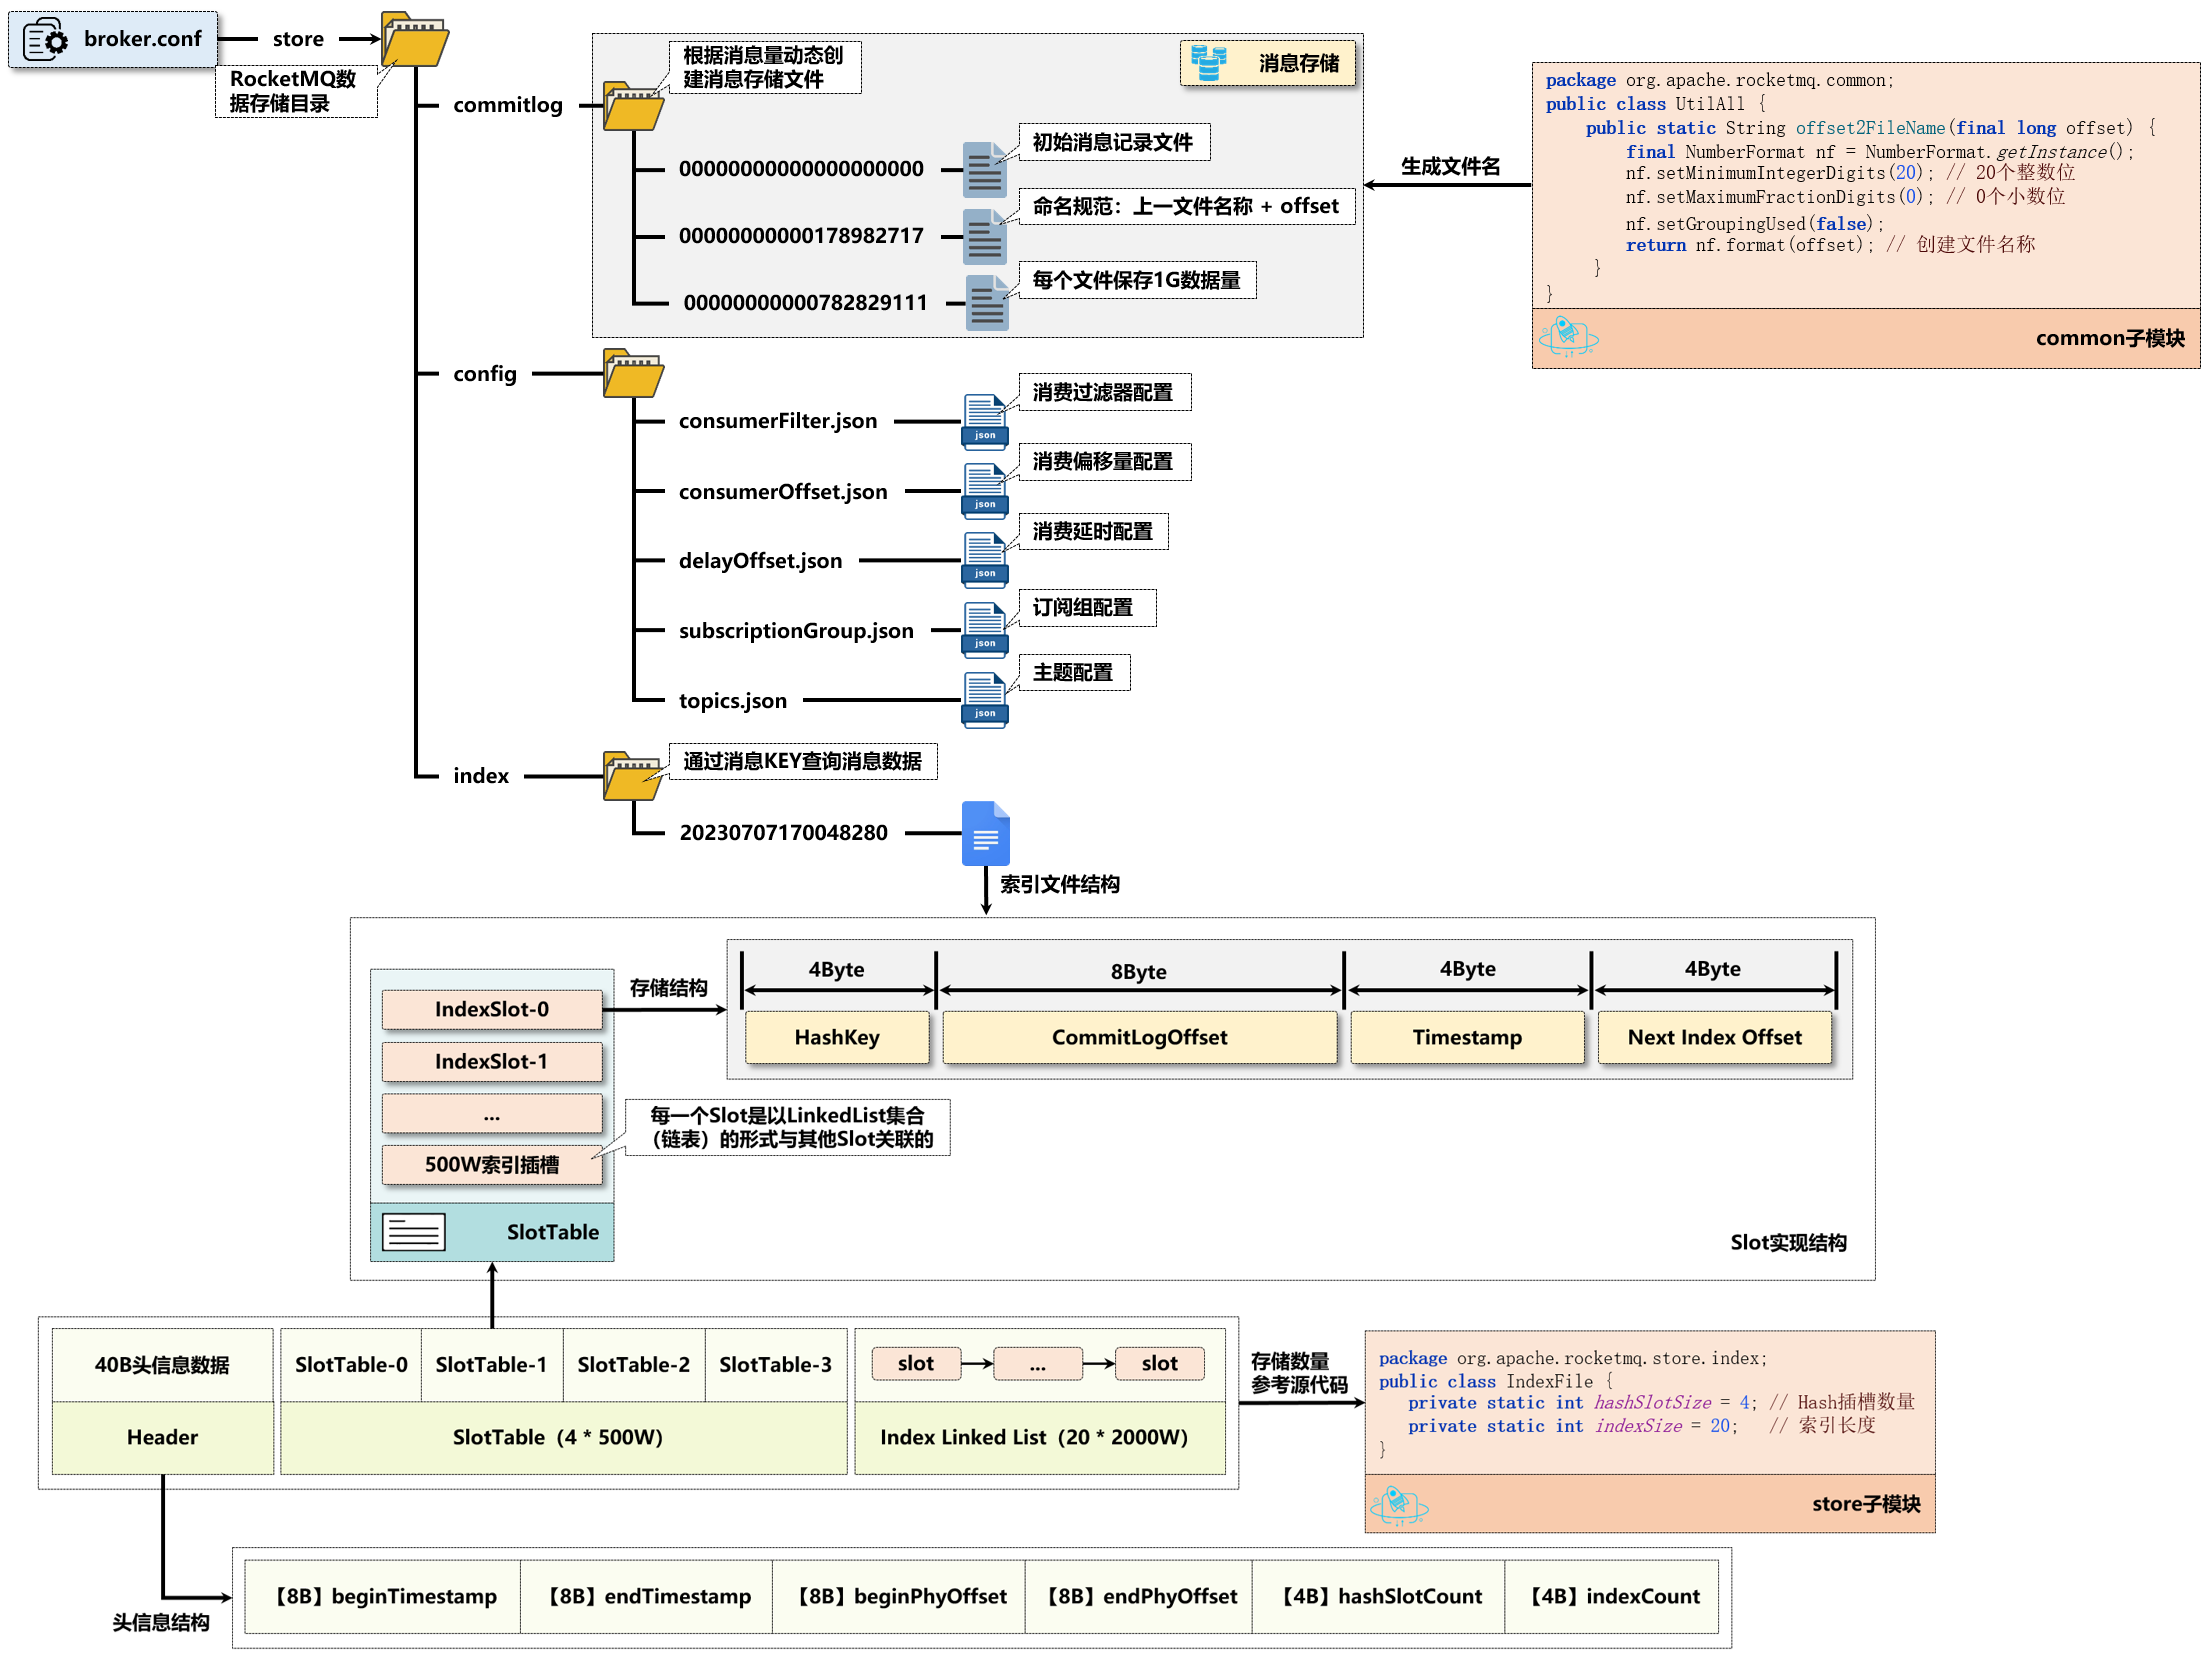 broker.conf
store
RocketMQ数
据存储目录
commitlog
根据消息量动态创
建消息存储文件
消息存储
00000000000000000000
初始消息记录文件
00000000000178982717
命名规范：上一文件名称 + offset
00000000000782829111
每个文件保存1G数据量
生成文件名
package org.apache.rocketmq.common;
public class UtilAll {
public static String offset2FileName(final long offset) {
final NumberFormat nf = NumberFormat.getInstance();
nf.setMinimumIntegerDigits(20); // 20个整数位
nf.setMaximumFractionDigits(0); // 0个小数位
nf.setGroupingUsed(false);
return nf.format(offset); // 创建文件名称
}
}
common子模块
config
consumerFilter.json
json
消费过滤器配置
consumerOffset.json
json
消费偏移量配置
delayOffset.json
json
消费延时配置
subscriptionGroup.json
json
订阅组配置
topics.json
json
主题配置
index
通过消息KEY查询消息数据
20230707170048280
索引文件结构
IndexSlot-0
IndexSlot-1
...
500W索引插槽
SlotTable
存储结构
4Byte
8Byte
4Byte
4Byte
HashKey
CommitLogOffset
Timestamp
Next Index Offset
每一个Slot是以LinkedList集合
（链表）的形式与其他Slot关联的
Slot实现结构
40B头信息数据
Header
SlotTable-0
SlotTable-1
SlotTable-2
SlotTable-3
SlotTable（4 * 500W）
slot
...
slot
Index Linked List（20 * 2000W）
存储数量
参考源代码
package org.apache.rocketmq.store.index;
public class IndexFile {
private static int hashSlotSize = 4; // Hash插槽数量
private static int indexSize = 20; // 索引长度
}
store子模块
头信息结构
【8B】beginTimestamp
【8B】endTimestamp
【8B】beginPhyOffset
【8B】endPhyOffset
【4B】hashSlotCount
【4B】indexCount